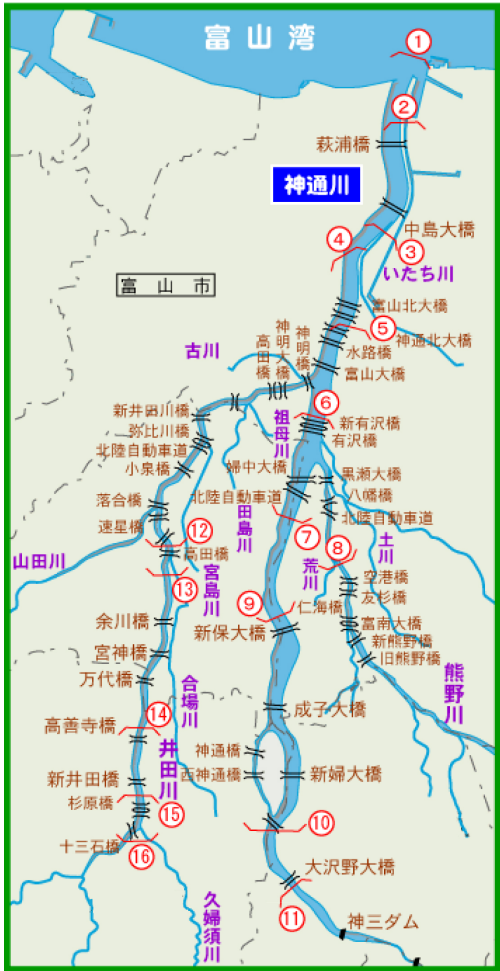 富山湾
①
②
萩浦橋
神通川
中島大橋
④
③
いたち川
富山市
富山北大橋
⑤
神通北大橋
古川
高田橋
神明大橋
神明橋
水路橋
富山大橋
⑥
新井田川橋
祖母川
新有沢橋
有沢橋
弥比川橋
北陸自動車道
小泉橋
婦中大橋
黒瀬大橋
北陸自動車道
八幡橋
落合橋
田島川
北陸自動車道
速星橋
⑫
⑦
土川
山田川
高田橋
⑧
荒川
⑬
宮島川
空港橋
友杉橋
⑨
仁海橋
余川橋
新保大橋
富南大橋
新熊野橋
宮神橋
旧熊野橋
万代橋
合場川
熊野川
⑭
成子大橋
高善寺橋
井田川
神通橋
新井田橋
西神通橋
新婦大橋
杉原橋
⑮
⑩
十三石橋
⑯
大沢野大橋
久婦須川
⑪
神三ダム